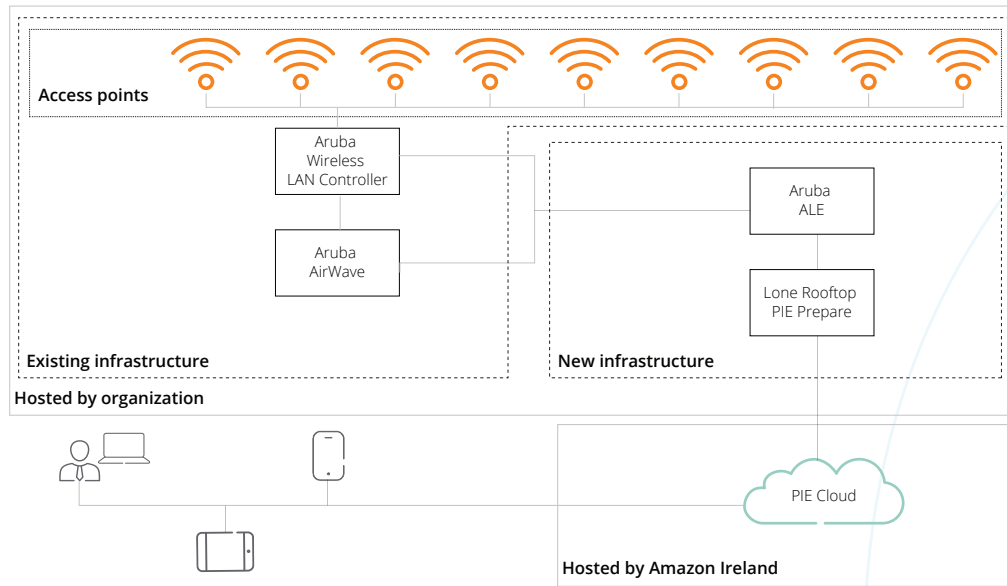 Access points
Aruba
Wireless
LAN Controller
Aruba
AirWave
Aruba
ALE
Lone Rooftop
PIE Prepare
Existing infrastructure
New infrastructure
Hosted by organization
PIE Cloud
Hosted by Amazon Ireland